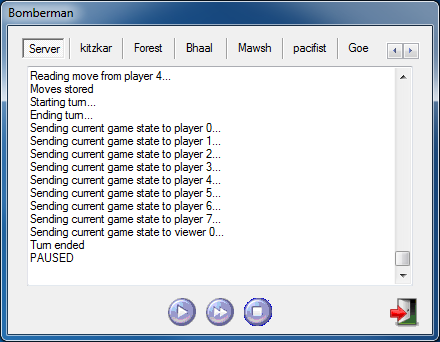 Bomberman
Server kitzkar Forest Bhaal Mawsh pacifist Goe
Reading move from player 4...
Moves stored
Starting turn...
Ending turn...
Sending current game state to player 0...
Sending current game state to player 1...
Sending current game state to player 2...
Sending current game state to player 3...
Sending current game state to player 4...
Sending current game state to player 5...
Sending current game state to player 6...
Sending current game state to player 7...
Sending current game state to viewer 0...
Turn ended
PAUSED